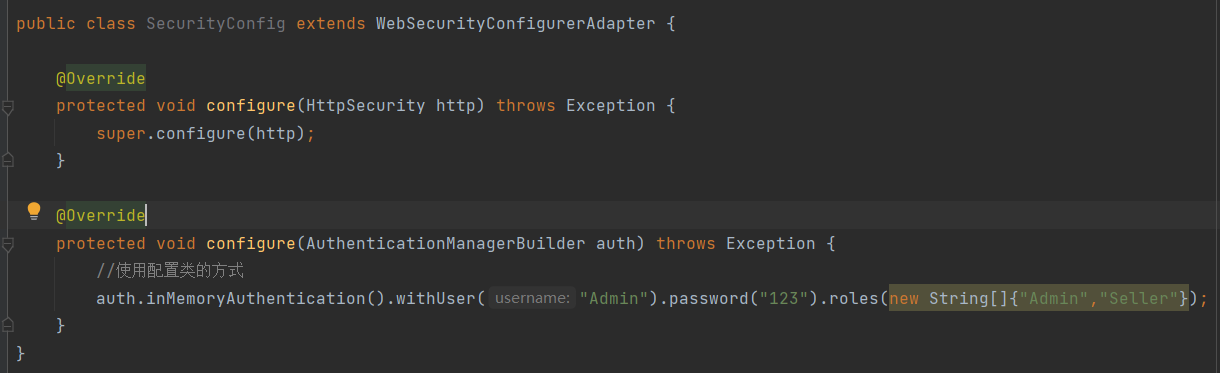 public class SecurityConfig extends WebSecurityConfigurerAdapter {
@Override
protected void configure(HttpSecurity http) throws Exception {
super.configure(http);
}
@Override
protected void configure(AuthenticationManagerBuilder auth) throws Exception {
//使用配置类的方式
auth.inMemoryAuthentication().withUser( username: "Admin").password("123").roles(new String[]{"Admin","Seller"});
}
}